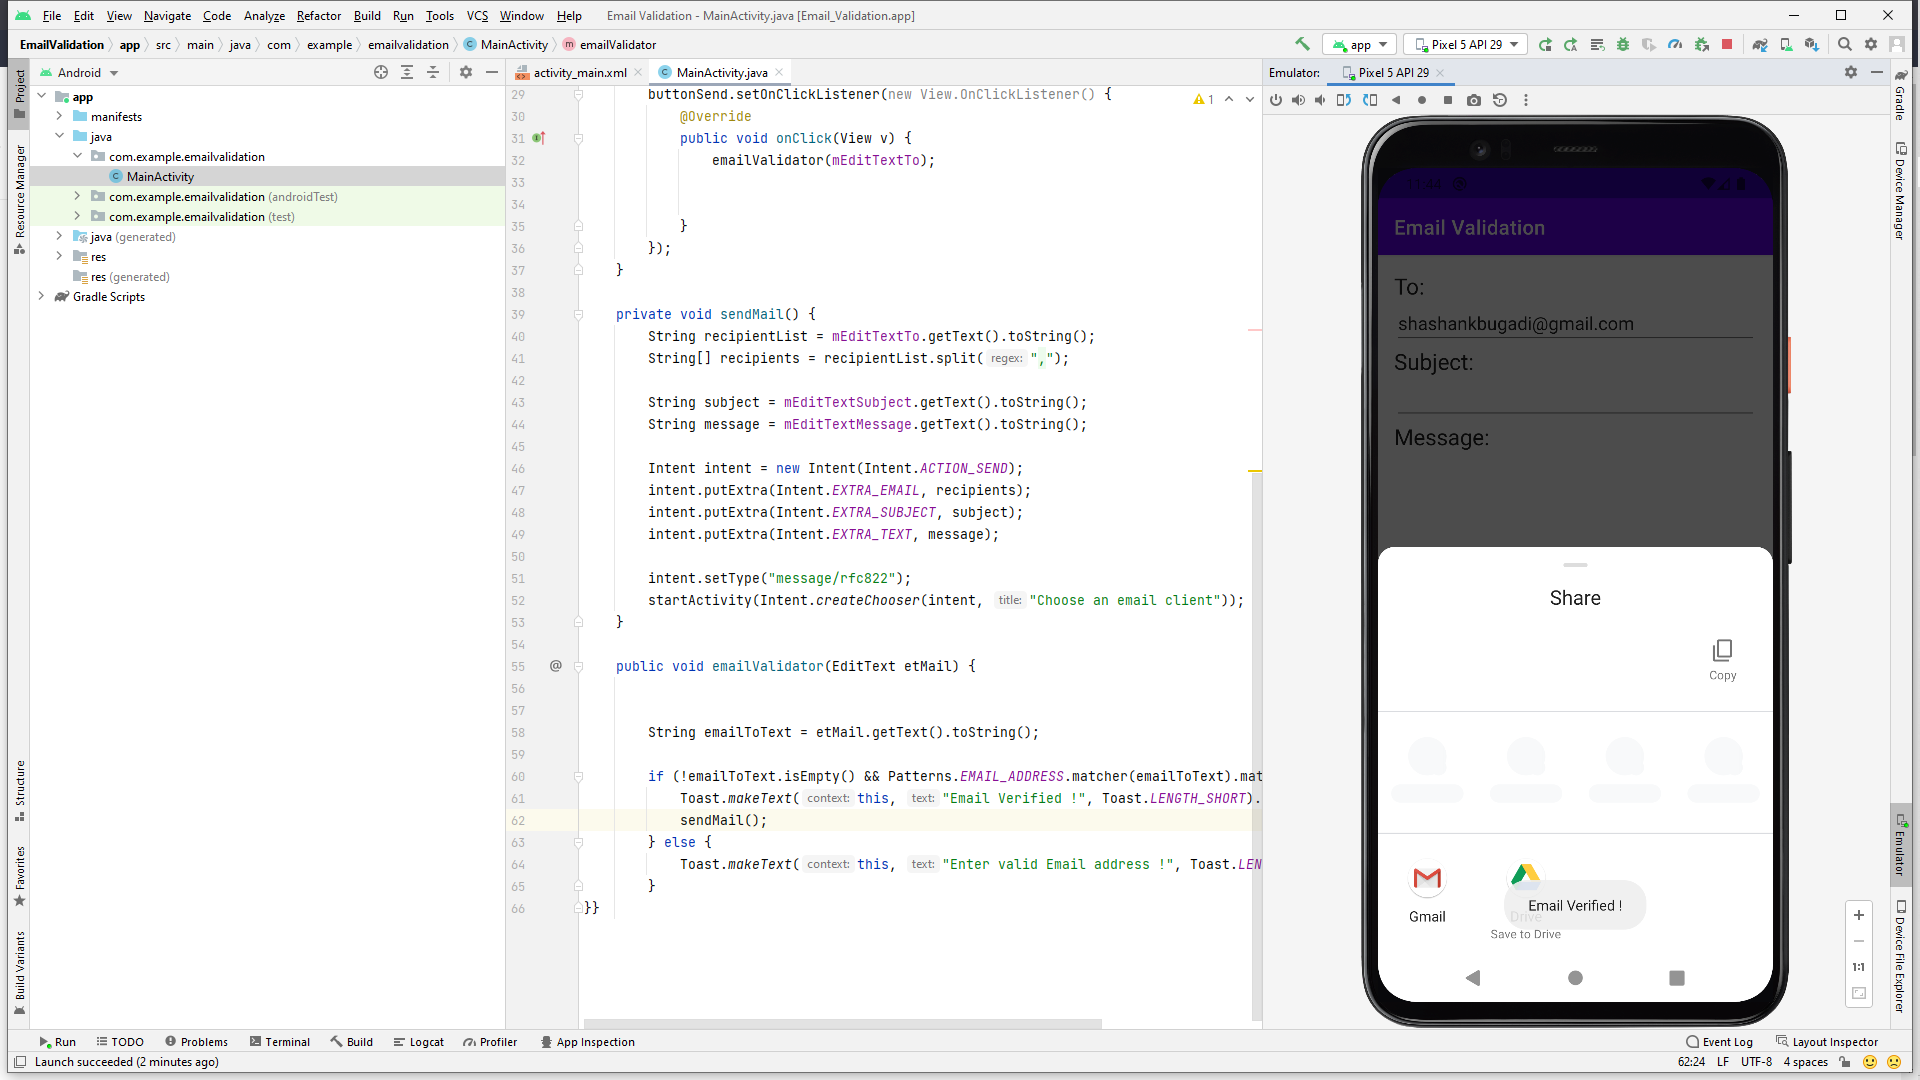 File Edit View Navigate Code Analyze Refactor Build Run Tools VCS Window Help Email Validation - MainActivity.java [Email_Validation.app]
EmailValidation app src main java com example emailvalidation MainActivity emailValidator app Pixel 5 API 29
Android activity_main.xml MainActivity.java Emulator: Pixel 5 API 29
Project
Resource Manager
Structure
Favorites
Build Variants
app
manifests
java
com.example.emailvalidation
MainActivity
com.example.emailvalidation (androidTest)
com.example.emailvalidation (test)
java (generated)
res
res (generated)
Gradle Scripts
1
29 buttonSend.setOnClickListener(new View.OnClickListener() {
30 @Override
31 public void onClick(View v) {
32 emailValidator(mEditTextTo);
33
34
35 }
36 });
37 }
38
39 private void sendMail() {
40 String recipientList = mEditTextTo.getText().toString();
41 String[] recipients = recipientList.split( regex: ",");
42
43 String subject = mEditTextSubject.getText().toString();
44 String message = mEditTextMessage.getText().toString();
45
46 Intent intent = new Intent(Intent.ACTION_SEND);
47 intent.putExtra(Intent.EXTRA_EMAIL, recipients);
48 intent.putExtra(Intent.EXTRA_SUBJECT, subject);
49 intent.putExtra(Intent.EXTRA_TEXT, message);
50
51 intent.setType("message/rfc822");
52 startActivity(Intent.createChooser(intent, title: "Choose an email client"));
53 }
54
55 @ public void emailValidator(EditText etMail) {
56
57
58 String emailToText = etMail.getText().toString();
59
60 if (!emailToText.isEmpty() && Patterns.EMAIL_ADDRESS.matcher(emailToText).mat
61 Toast.makeText( context: this, text: "Email Verified !", Toast.LENGTH_SHORT).
62 sendMail();
63 } else {
64 Toast.makeText( context: this, text: "Enter valid Email address !", Toast.LEN
65 }
66 }}
11:44
Email Validation
To:
shashankbugadi@gmail.com
Subject:
Message:
Share
Copy
Gmail
Drive
Save to Drive
Email Verified !
1:1
Gradle
Device Manager
Emulator
Device File Explorer
Run TODO Problems Terminal Build Logcat Profiler App Inspection Event Log Layout Inspector
Launch succeeded (2 minutes ago) 62:24 LF UTF-8 4 spaces